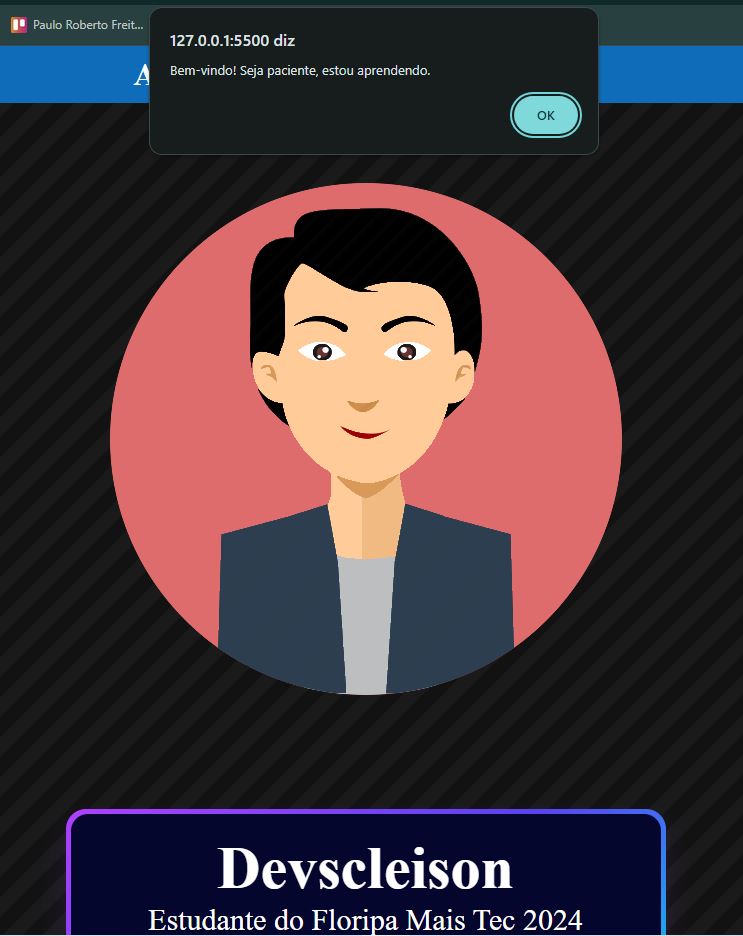 Paulo Roberto Freit...
127.0.0.1:5500 diz
Bem-vindo! Seja paciente, estou aprendendo.
OK
A
Devscleison
Estudante do Floripa Mais Tec 2024